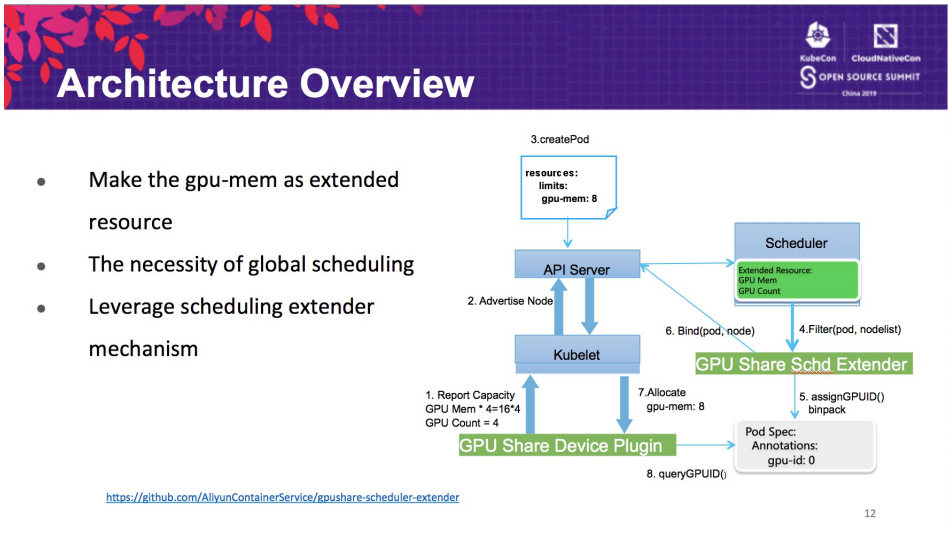 Architecture Overview
KubeCon
CloudNativeCon
OPEN SOURCE SUMMIT
China 2019
● Make the gpu-mem as extended
resource
● The necessity of global scheduling
● Leverage scheduling extender
mechanism
3.createPod
resources:
limits:
gpu-mem: 8
API Server
Scheduler
Extended Resource:
GPU Mem
GPU Count
2. Advertise Node
6. Bind(pod, node)
4.Filter(pod, nodelist)
Kubelet
GPU Share Schd Extender
1. Report Capacity
GPU Mem * 4=16*4
GPU Count = 4
7.Allocate
gpu-mem: 8
5. assignGPUID()
binpack
GPU Share Device Plugin
Pod Spec:
Annotations:
gpu-id: 0
8. queryGPUID()
https://github.com/AliyunContainerService/gpushare-scheduler-extender
12